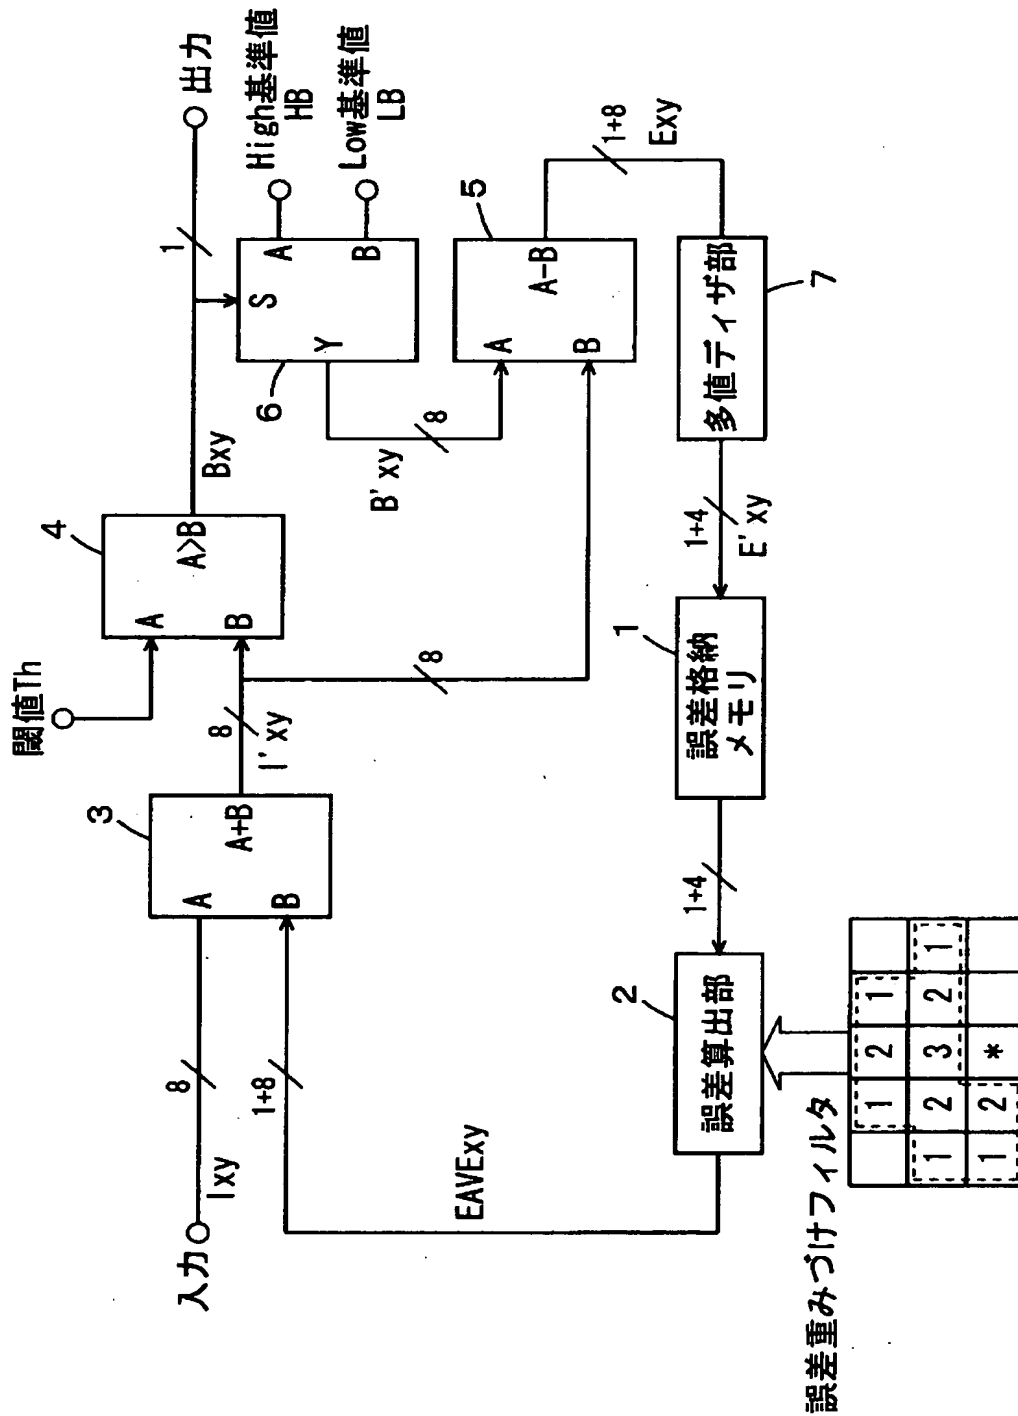 閾値Th
入力
Ixy
8
3
A
B
A+B
8
I'xy
4
A
B
A>B
Bxy
1
出力
6
S
Y
A
B
High基準値
HB
Low基準値
LB
B'xy
8
8
5
A
B
A-B
1+8
Exy
1+8
EAVExy
2
誤差算出部
1+4
1
誤差格納
メモリ
1+4
E'xy
多値ディザ部
7
誤差重みづけフィルタ
1 2 1
1 2 3 2 1
1 2 *